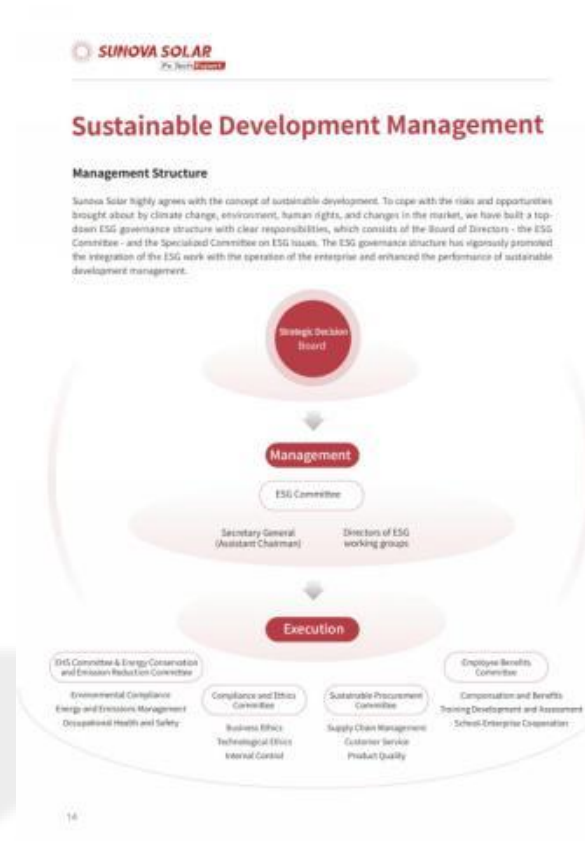 SUNOVA SOLAR
Pv Tech Expert
Sustainable Development Management
Management Structure
Sunova Solar highly agrees with the concept of sustainable development. To cope with the risks and opportunities
brought about by climate change, environment, human rights, and changes in the market, we have built a top-
down ESG governance structure with clear responsibilities, which consists of the Board of Directors - the ESG
Committee - and the Specialized Committee on ESG Issues. The ESG governance structure has vigorously promoted
the integration of the ESG work with the operation of the enterprise and enhanced the performance of sustainable
development management.
Strategic Decision
Board
Management
ESG Committee
Secretary General
(Assistant Chairman)
Directors of ESG
working groups
Execution
EHS Committee & Energy Conservation
and Emission Reduction Committee
Environmental Compliance
Energy and Emissions Management
Occupational Health and Safety
Compliance and Ethics
Committee
Business Ethics
Technological Ethics
Internal Control
Sustainable Procurement
Committee
Supply Chain Management
Customer Service
Product Quality
Employee Benefits
Committee
Compensation and Benefits
Training Development and Assessment
School-Enterprise Cooperation
14